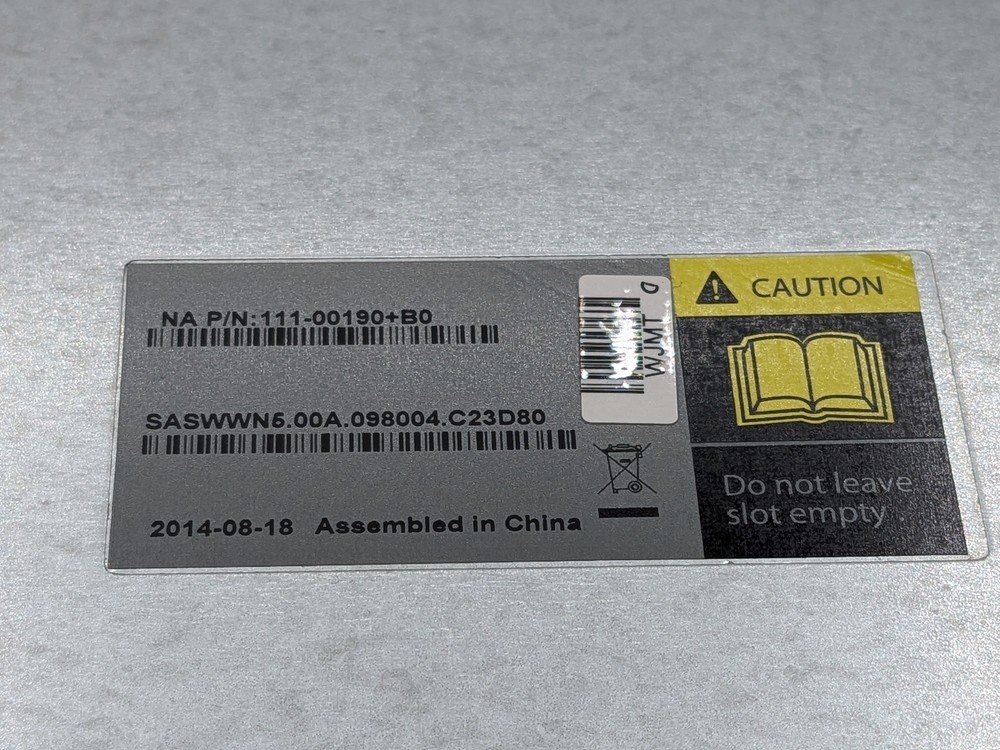 NA P/N:111-00190+B0
SASWWN5.00A.098004.C23D80
2014-08-18 Assembled in China
WJMT D
CAUTION
Do not leave
slot empty